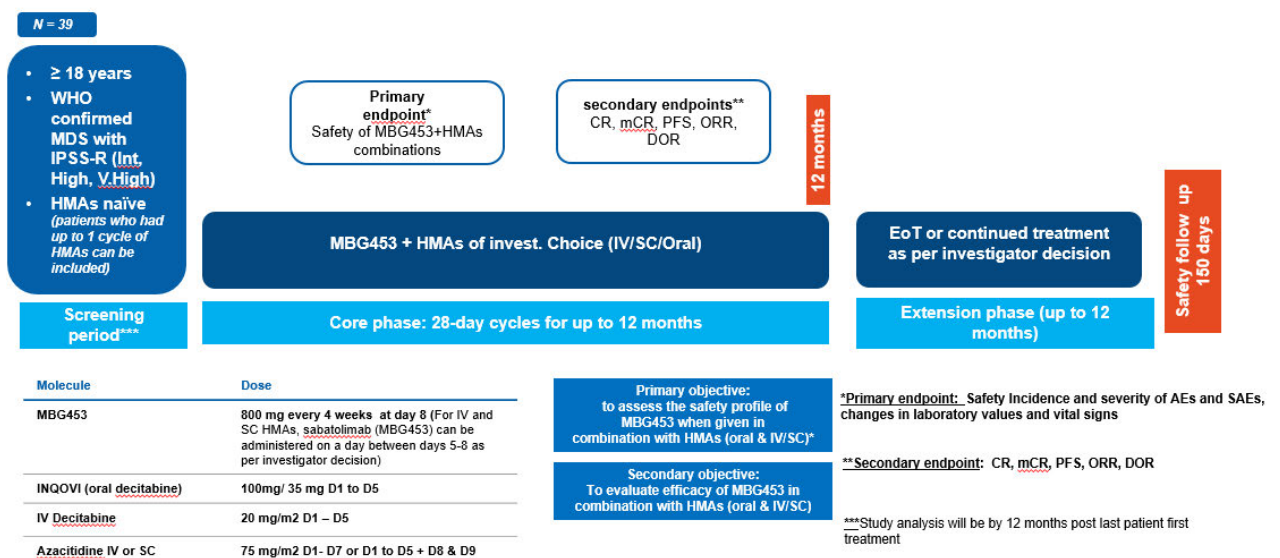 N = 39
• ≥ 18 years
• WHO
confirmed
MDS with
IPSS-R (Int,
High, V.High)
• HMAs naïve
(patients who had
up to 1 cycle of
HMAs can be
included)
Primary
endpoint*
Safety of MBG453+HMAs
combinations
secondary endpoints**
CR, mCR, PFS, ORR,
DOR
12 months
MBG453 + HMAs of invest. Choice (IV/SC/Oral)
EoT or continued treatment
as per investigator decision
Safety follow up
150 days
Screening
period***
Core phase: 28-day cycles for up to 12 months
Extension phase (up to 12
months)
Molecule Dose
MBG453 800 mg every 4 weeks at day 8 (For IV and
SC HMAs, sabatolimab (MBG453) can be
administered on a day between days 5-8 as
per investigator decision)
INQOVI (oral decitabine) 100mg/ 35 mg D1 to D5
IV Decitabine 20 mg/m2 D1 – D5
Azacitidine IV or SC 75 mg/m2 D1- D7 or D1 to D5 + D8 & D9
Primary objective:
to assess the safety profile of
MBG453 when given in
combination with HMAs (oral & IV/SC)*
Secondary objective:
To evaluate efficacy of MBG453 in
combination with HMAs (oral & IV/SC)
*Primary endpoint: Safety Incidence and severity of AEs and SAEs,
changes in laboratory values and vital signs
**Secondary endpoint: CR, mCR, PFS, ORR, DOR
***Study analysis will be by 12 months post last patient first
treatment